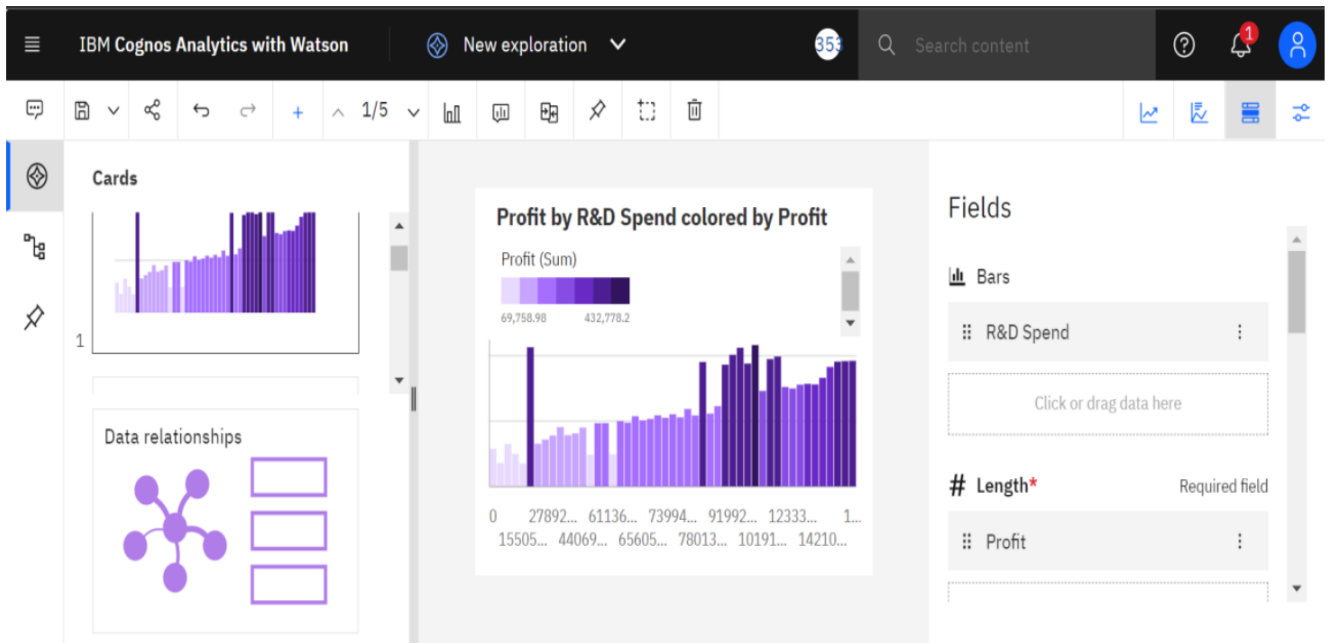 IBM Cognos Analytics with Watson
New exploration
353
Search content
1
1/5
Cards
1
Data relationships
Profit by R&D Spend colored by Profit
Profit (Sum)
69,758.98 432,778.2
0 27892... 61136... 73994... 91992... 12333... 1...
15505... 44069... 65605... 78013... 10191... 14210...
Fields
Bars
R&D Spend
Click or drag data here
# Length* Required field
Profit